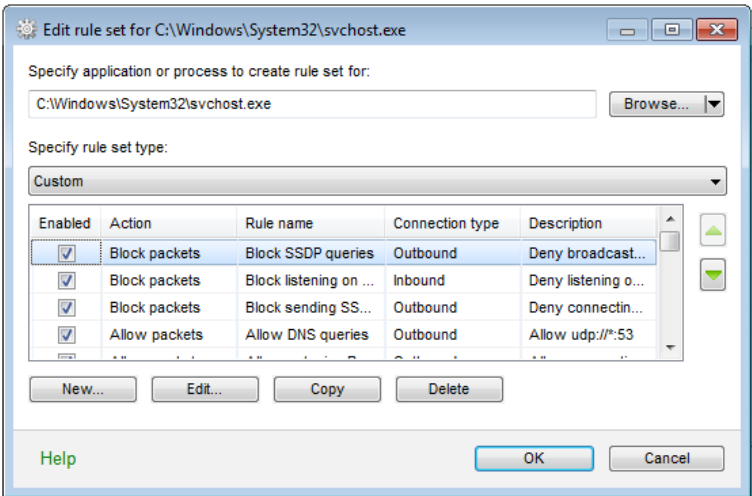 Edit rule set for C:\Windows\System32\svchost.exe
Specify application or process to create rule set for:
C:\Windows\System32\svchost.exe Browse...
Specify rule set type:
Custom
Enabled Action Rule name Connection type Description
Block packets Block SSDP queries Outbound Deny broadcast...
Block packets Block listening on ... Inbound Deny listening o...
Block packets Block sending SS... Outbound Deny connectin...
Allow packets Allow DNS queries Outbound Allow udp://*:53
New... Edit... Copy Delete
Help OK Cancel